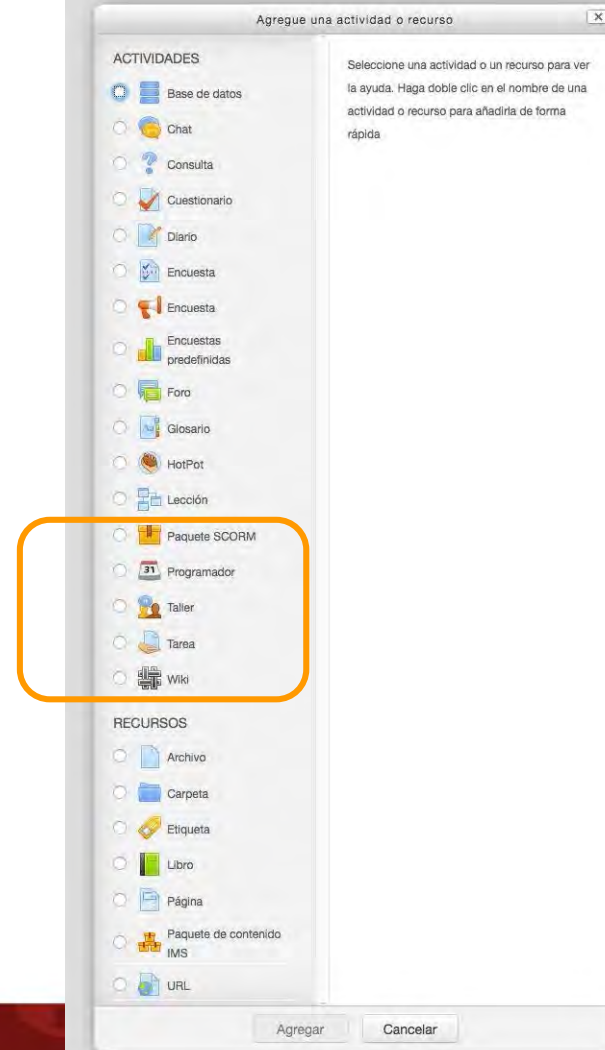 Agregue una actividad o recurso
ACTIVIDADES
Base de datos
Chat
Consulta
Cuestionario
Diario
Encuesta
Encuesta
Encuestas
predefinidas
Foro
Glosario
HotPot
Lección
Paquete SCORM
31 Programador
Taller
Tarea
Wiki
RECURSOS
Archivo
Carpeta
Etiqueta
Libro
Página
Paquete de contenido
IMS
URL
Seleccione una actividad o un recurso para ver
la ayuda. Haga doble clic en el nombre de una
actividad o recurso para añadirla de forma
rápida
Agregar
Cancelar